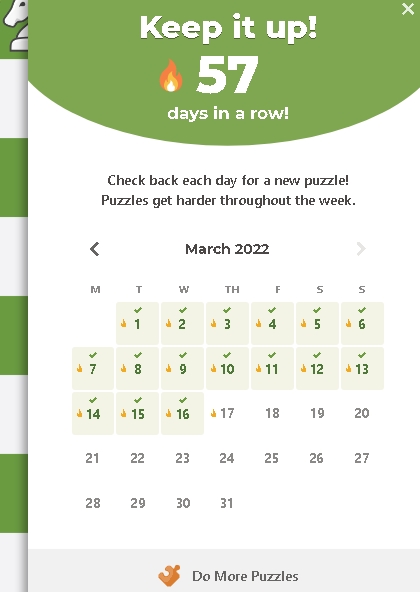 Keep it up!
57
days in a row!
Check back each day for a new puzzle!
Puzzles get harder throughout the week.
March 2022
M T W TH F S S
1 2 3 4 5 6
7 8 9 10 11 12 13
14 15 16 17 18 19 20
21 22 23 24 25 26 27
28 29 30 31
Do More Puzzles